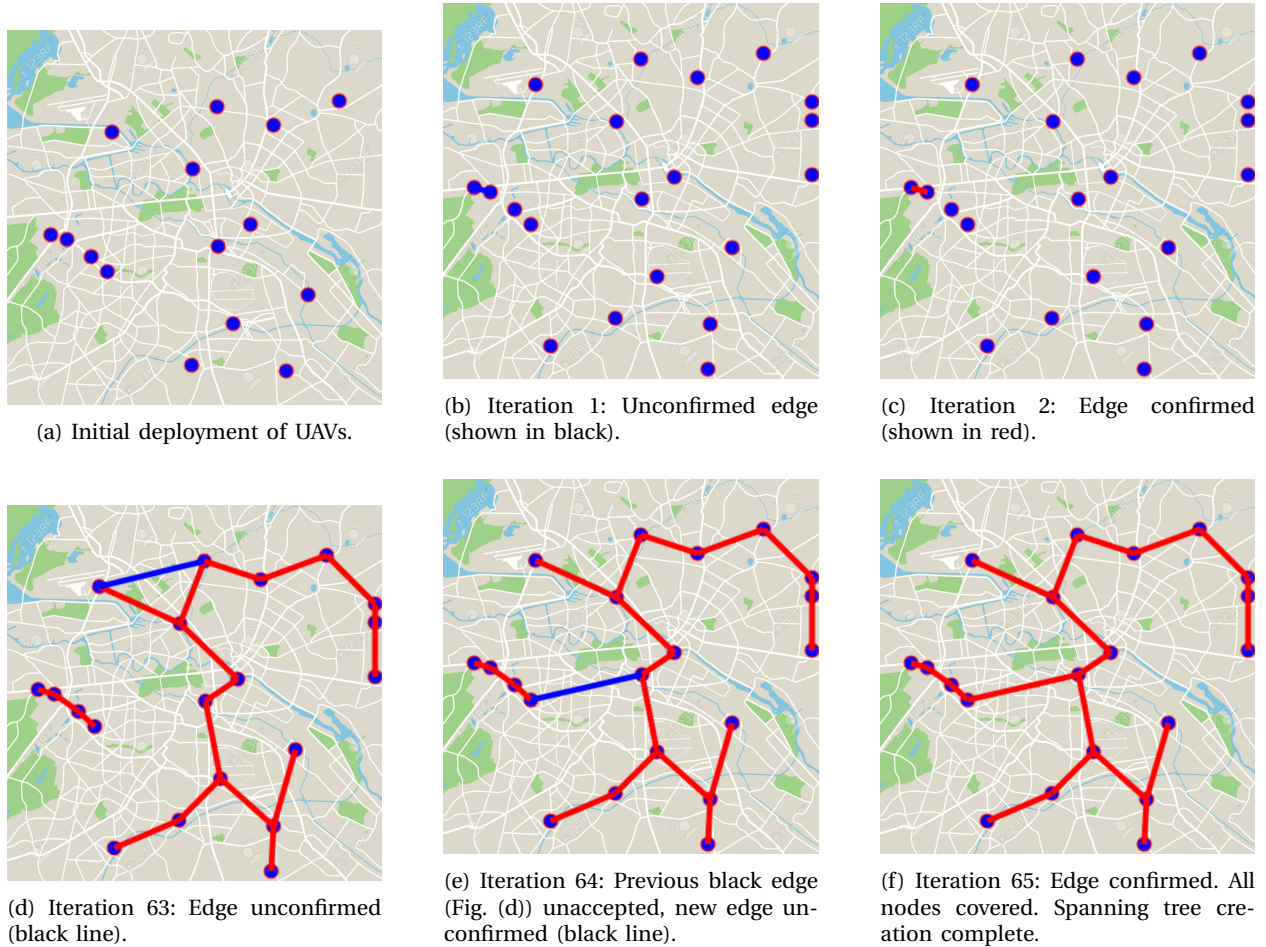 (a) Initial deployment of UAVs.
(b) Iteration 1: Unconfirmed edge
(shown in black).
(c) Iteration 2: Edge confirmed
(shown in red).
(d) Iteration 63: Edge unconfirmed
(black line).
(e) Iteration 64: Previous black edge
(Fig. (d)) unaccepted, new edge un-
confirmed (black line).
(f) Iteration 65: Edge confirmed. All
nodes covered. Spanning tree cre-
ation complete.